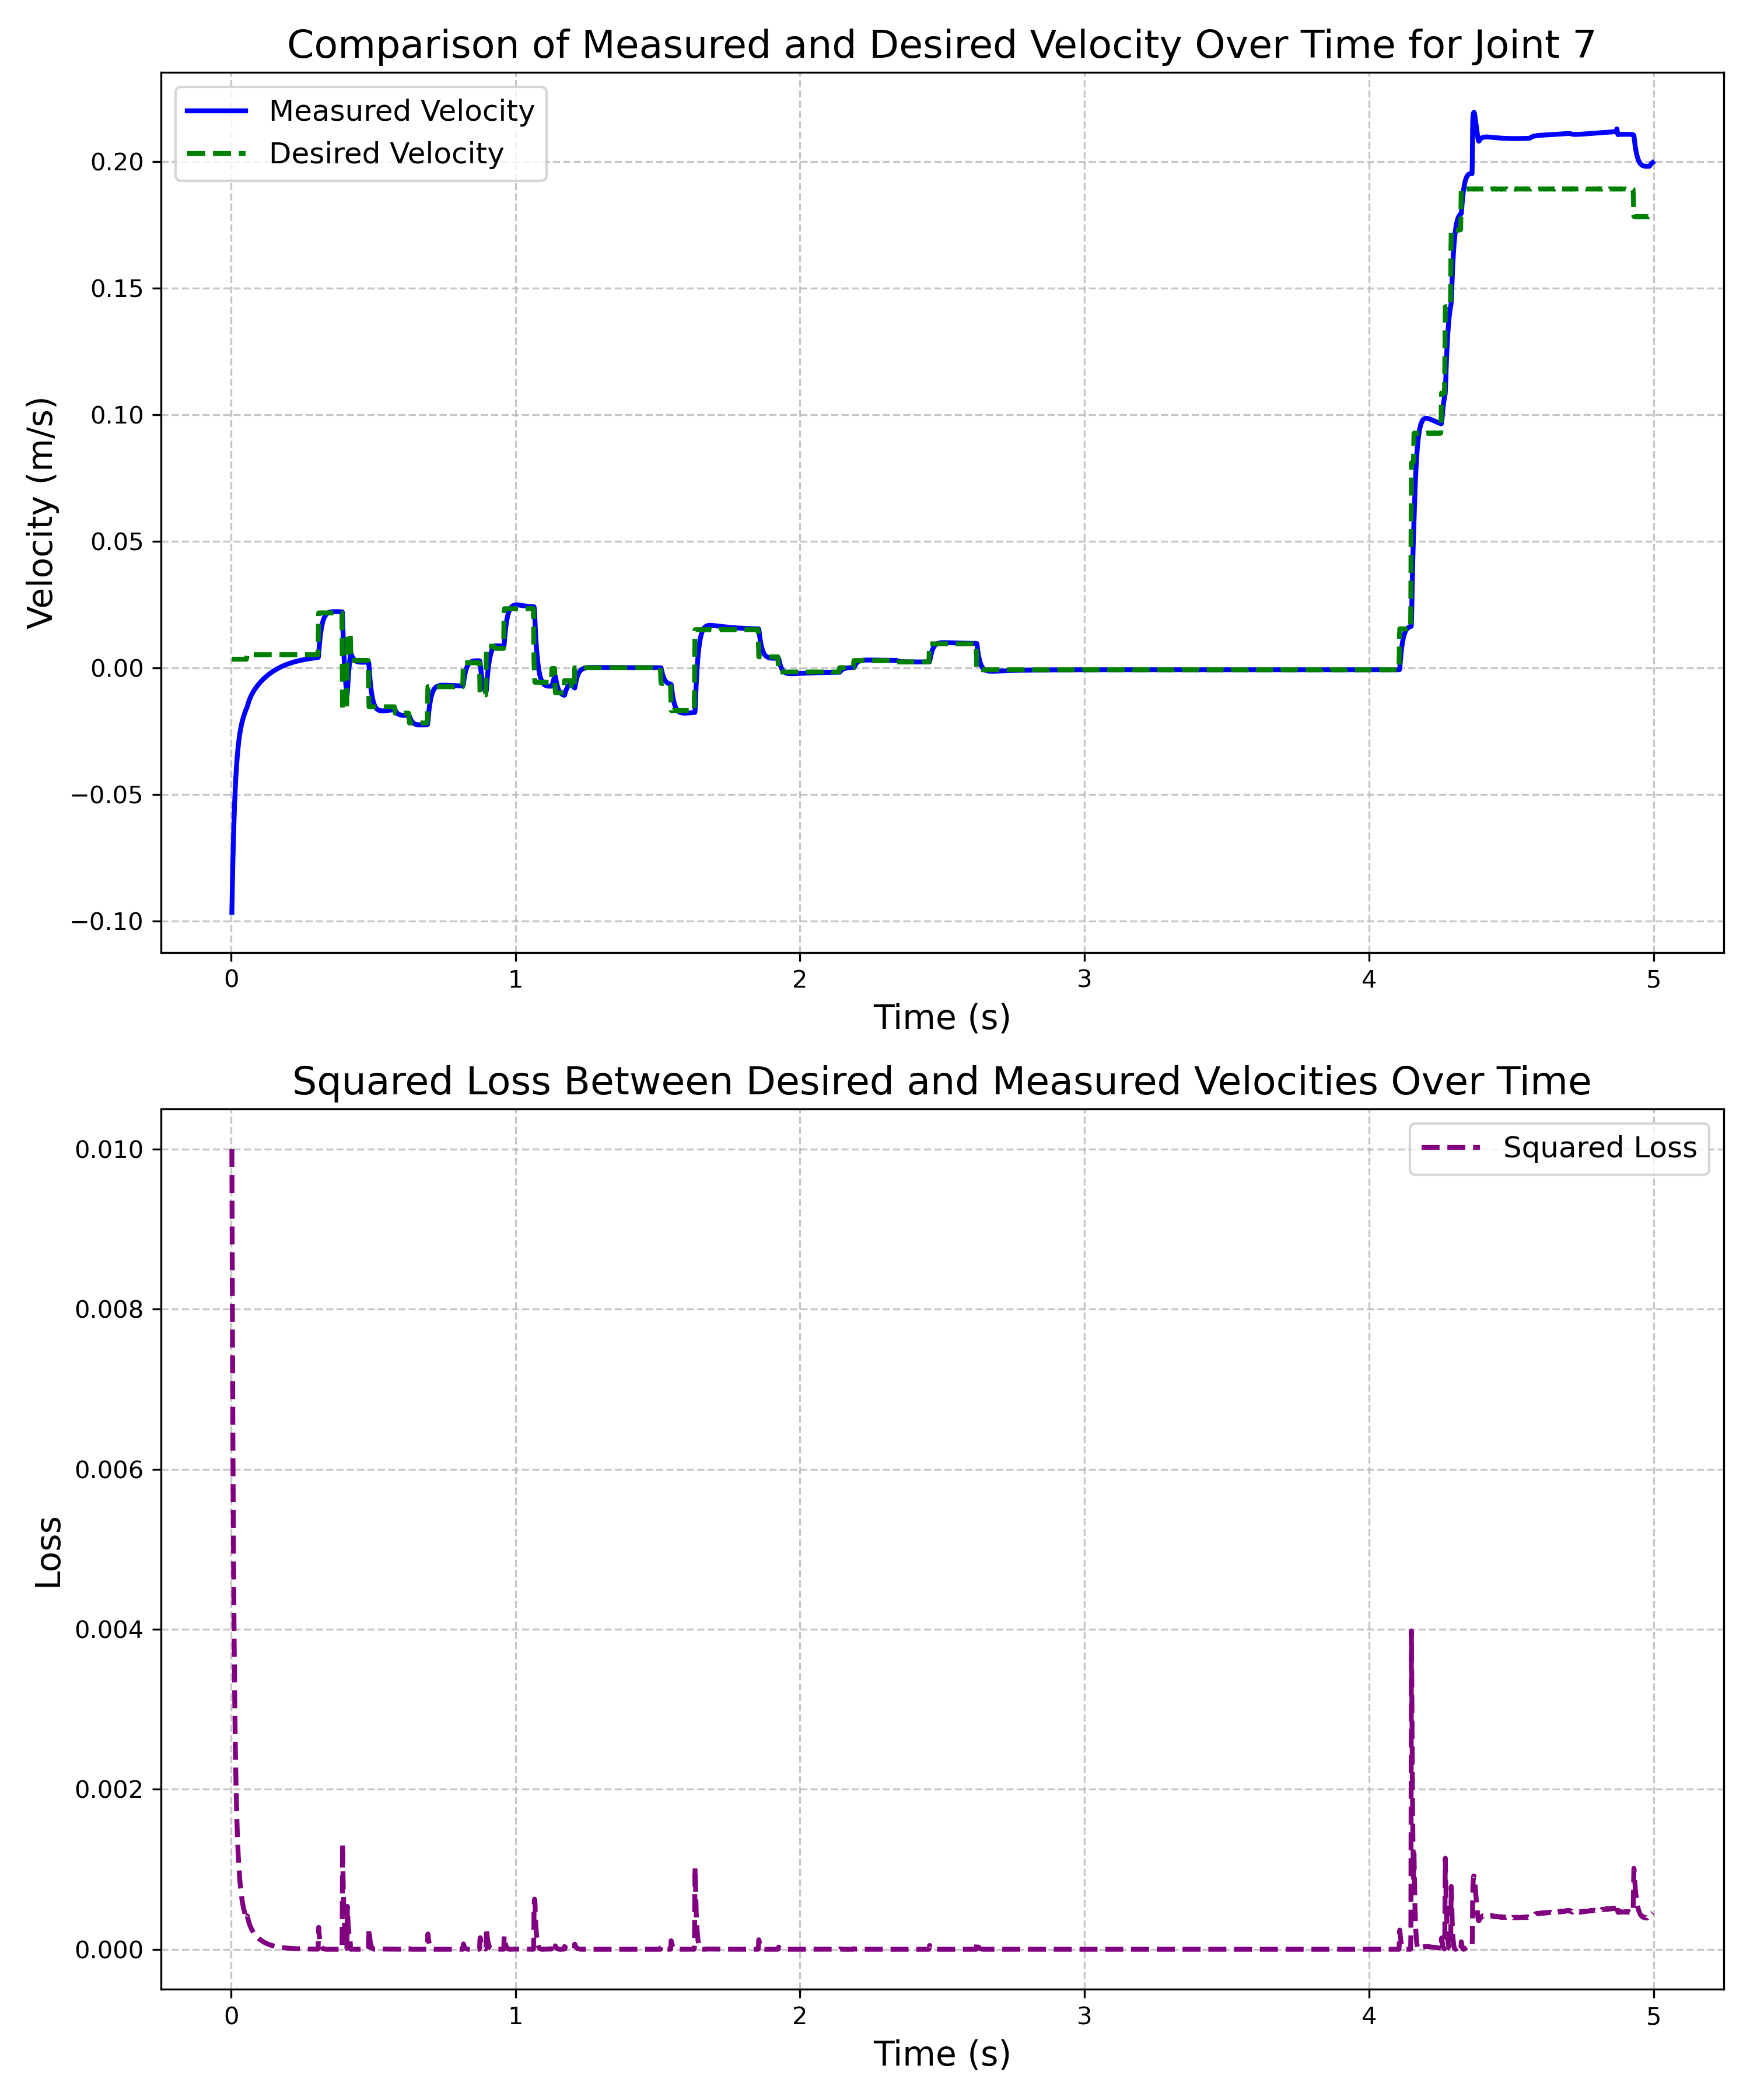 Comparison of Measured and Desired Velocity Over Time for Joint 7
Measured Velocity
Desired Velocity
Velocity (m/s)
0.20
0.15
0.10
0.05
0.00
−0.05
−0.10
0 1 2 3 4 5
Time (s)
Squared Loss Between Desired and Measured Velocities Over Time
Squared Loss
Loss
0.010
0.008
0.006
0.004
0.002
0.000
0 1 2 3 4 5
Time (s)